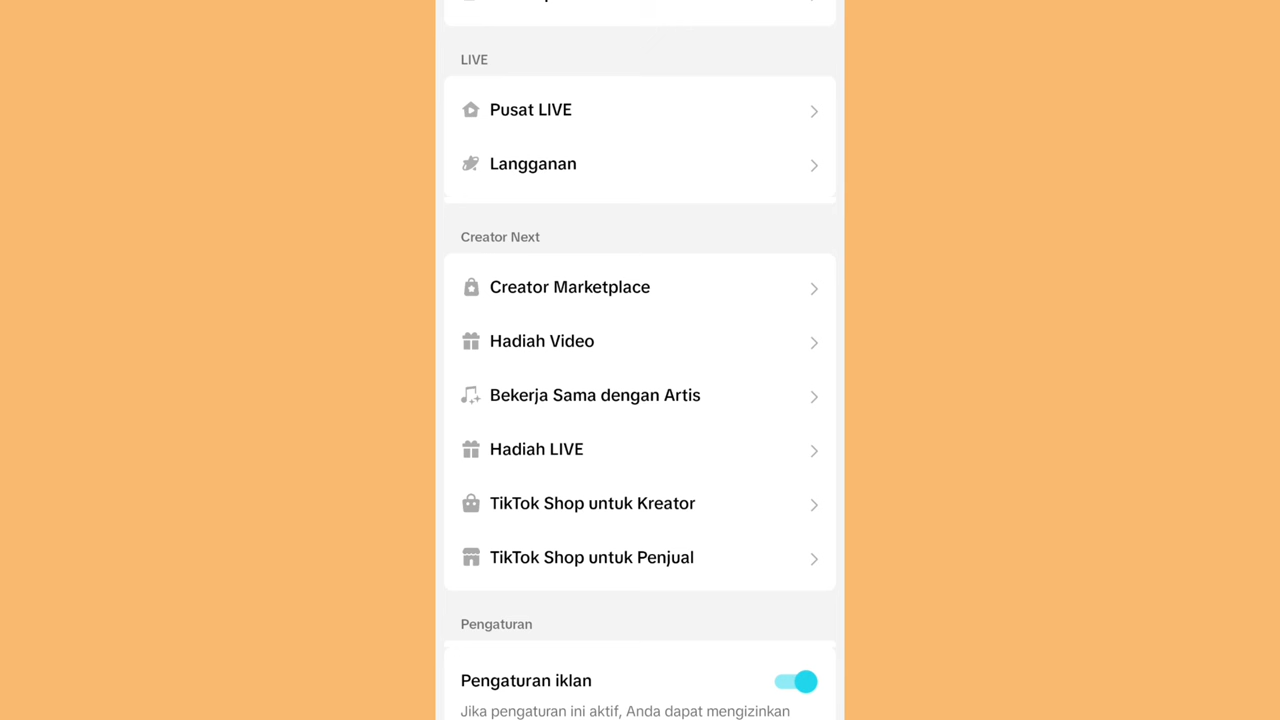 LIVE
Pusat LIVE
Langganan
Creator Next
Creator Marketplace
Hadiah Video
Bekerja Sama dengan Artis
Hadiah LIVE
TikTok Shop untuk Kreator
TikTok Shop untuk Penjual
Pengaturan
Pengaturan iklan
Jika pengaturan ini aktif, Anda dapat mengizinkan